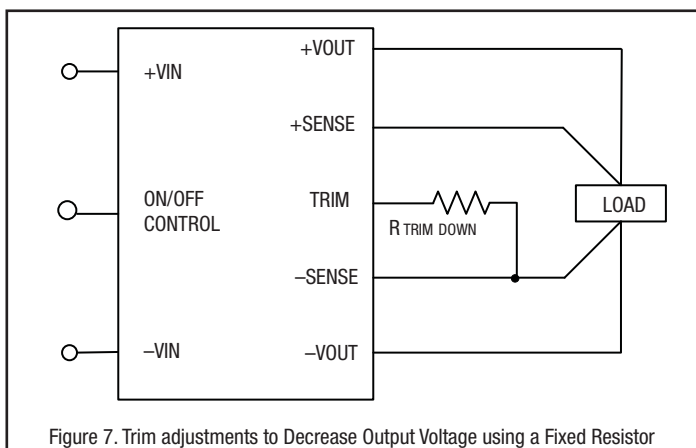 +VOUT
+VIN
+SENSE
ON/OFF
CONTROL
TRIM
R TRIM DOWN
LOAD
–SENSE
–VIN
–VOUT
Figure 7. Trim adjustments to Decrease Output Voltage using a Fixed Resistor